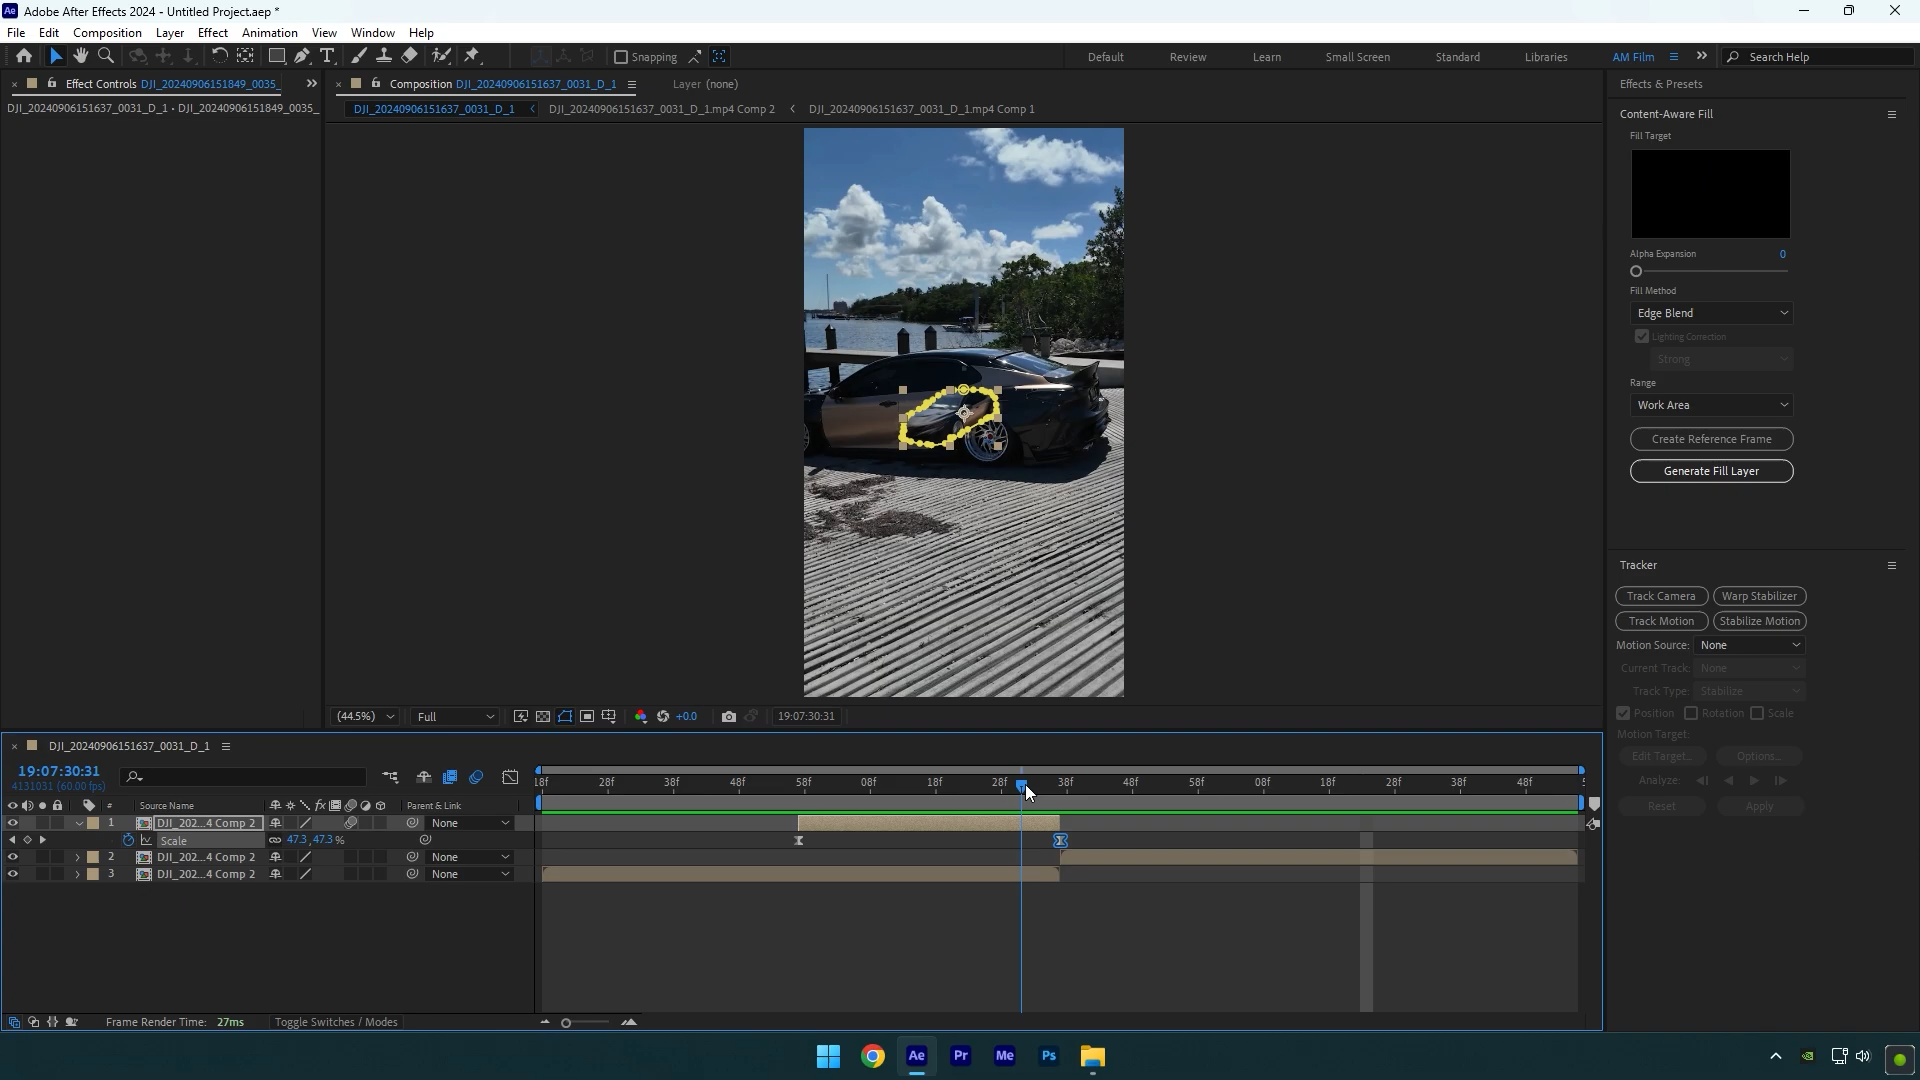 Adobe After Effects 2024 - Untitled Project.aep *
File Edit Composition Layer Effect Animation View Window Help
Snapping
Default Review Learn Small Screen Standard Libraries AM Film Search Help
Effect Controls DJI_20240906151849_0035_
DJI_20240906151637_0031_D_1 • DJI_20240906151849_0035_
Composition DJI_20240906151637_0031_D_1
Layer (none)
DJI_20240906151637_0031_D_1 < DJI_20240906151637_0031_D_1.mp4 Comp 2 < DJI_20240906151637_0031_D_1.mp4 Comp 1
Effects & Presets
Content-Aware Fill
Fill Target
Alpha Expansion 0
Fill Method
Edge Blend
Lighting Correction
Strong
Range
Work Area
Create Reference Frame
Generate Fill Layer
Tracker
Track Camera Warp Stabilizer
Track Motion Stabilize Motion
Motion Source: None
Current Track: None
Track Type: Stabilize
Position Rotation Scale
Motion Target:
Edit Target... Options...
Analyze:
Reset Apply
(44.5%) Full +0.0 19:07:30:31
DJI_20240906151637_0031_D_1
19:07:30:31
4131031 (60.00 fps)
18f 28f 38f 48f 58f 08f 18f 28f 38f 48f 58f 08f 18f 28f 38f 48f
# Source Name fx Parent & Link
1 DJI_202...4 Comp 2 None
Scale 47.3, 47.3 %
2 DJI_202...4 Comp 2 None
3 DJI_202...4 Comp 2 None
Frame Render Time: 27ms Toggle Switches / Modes
Ae Pr Me Ps